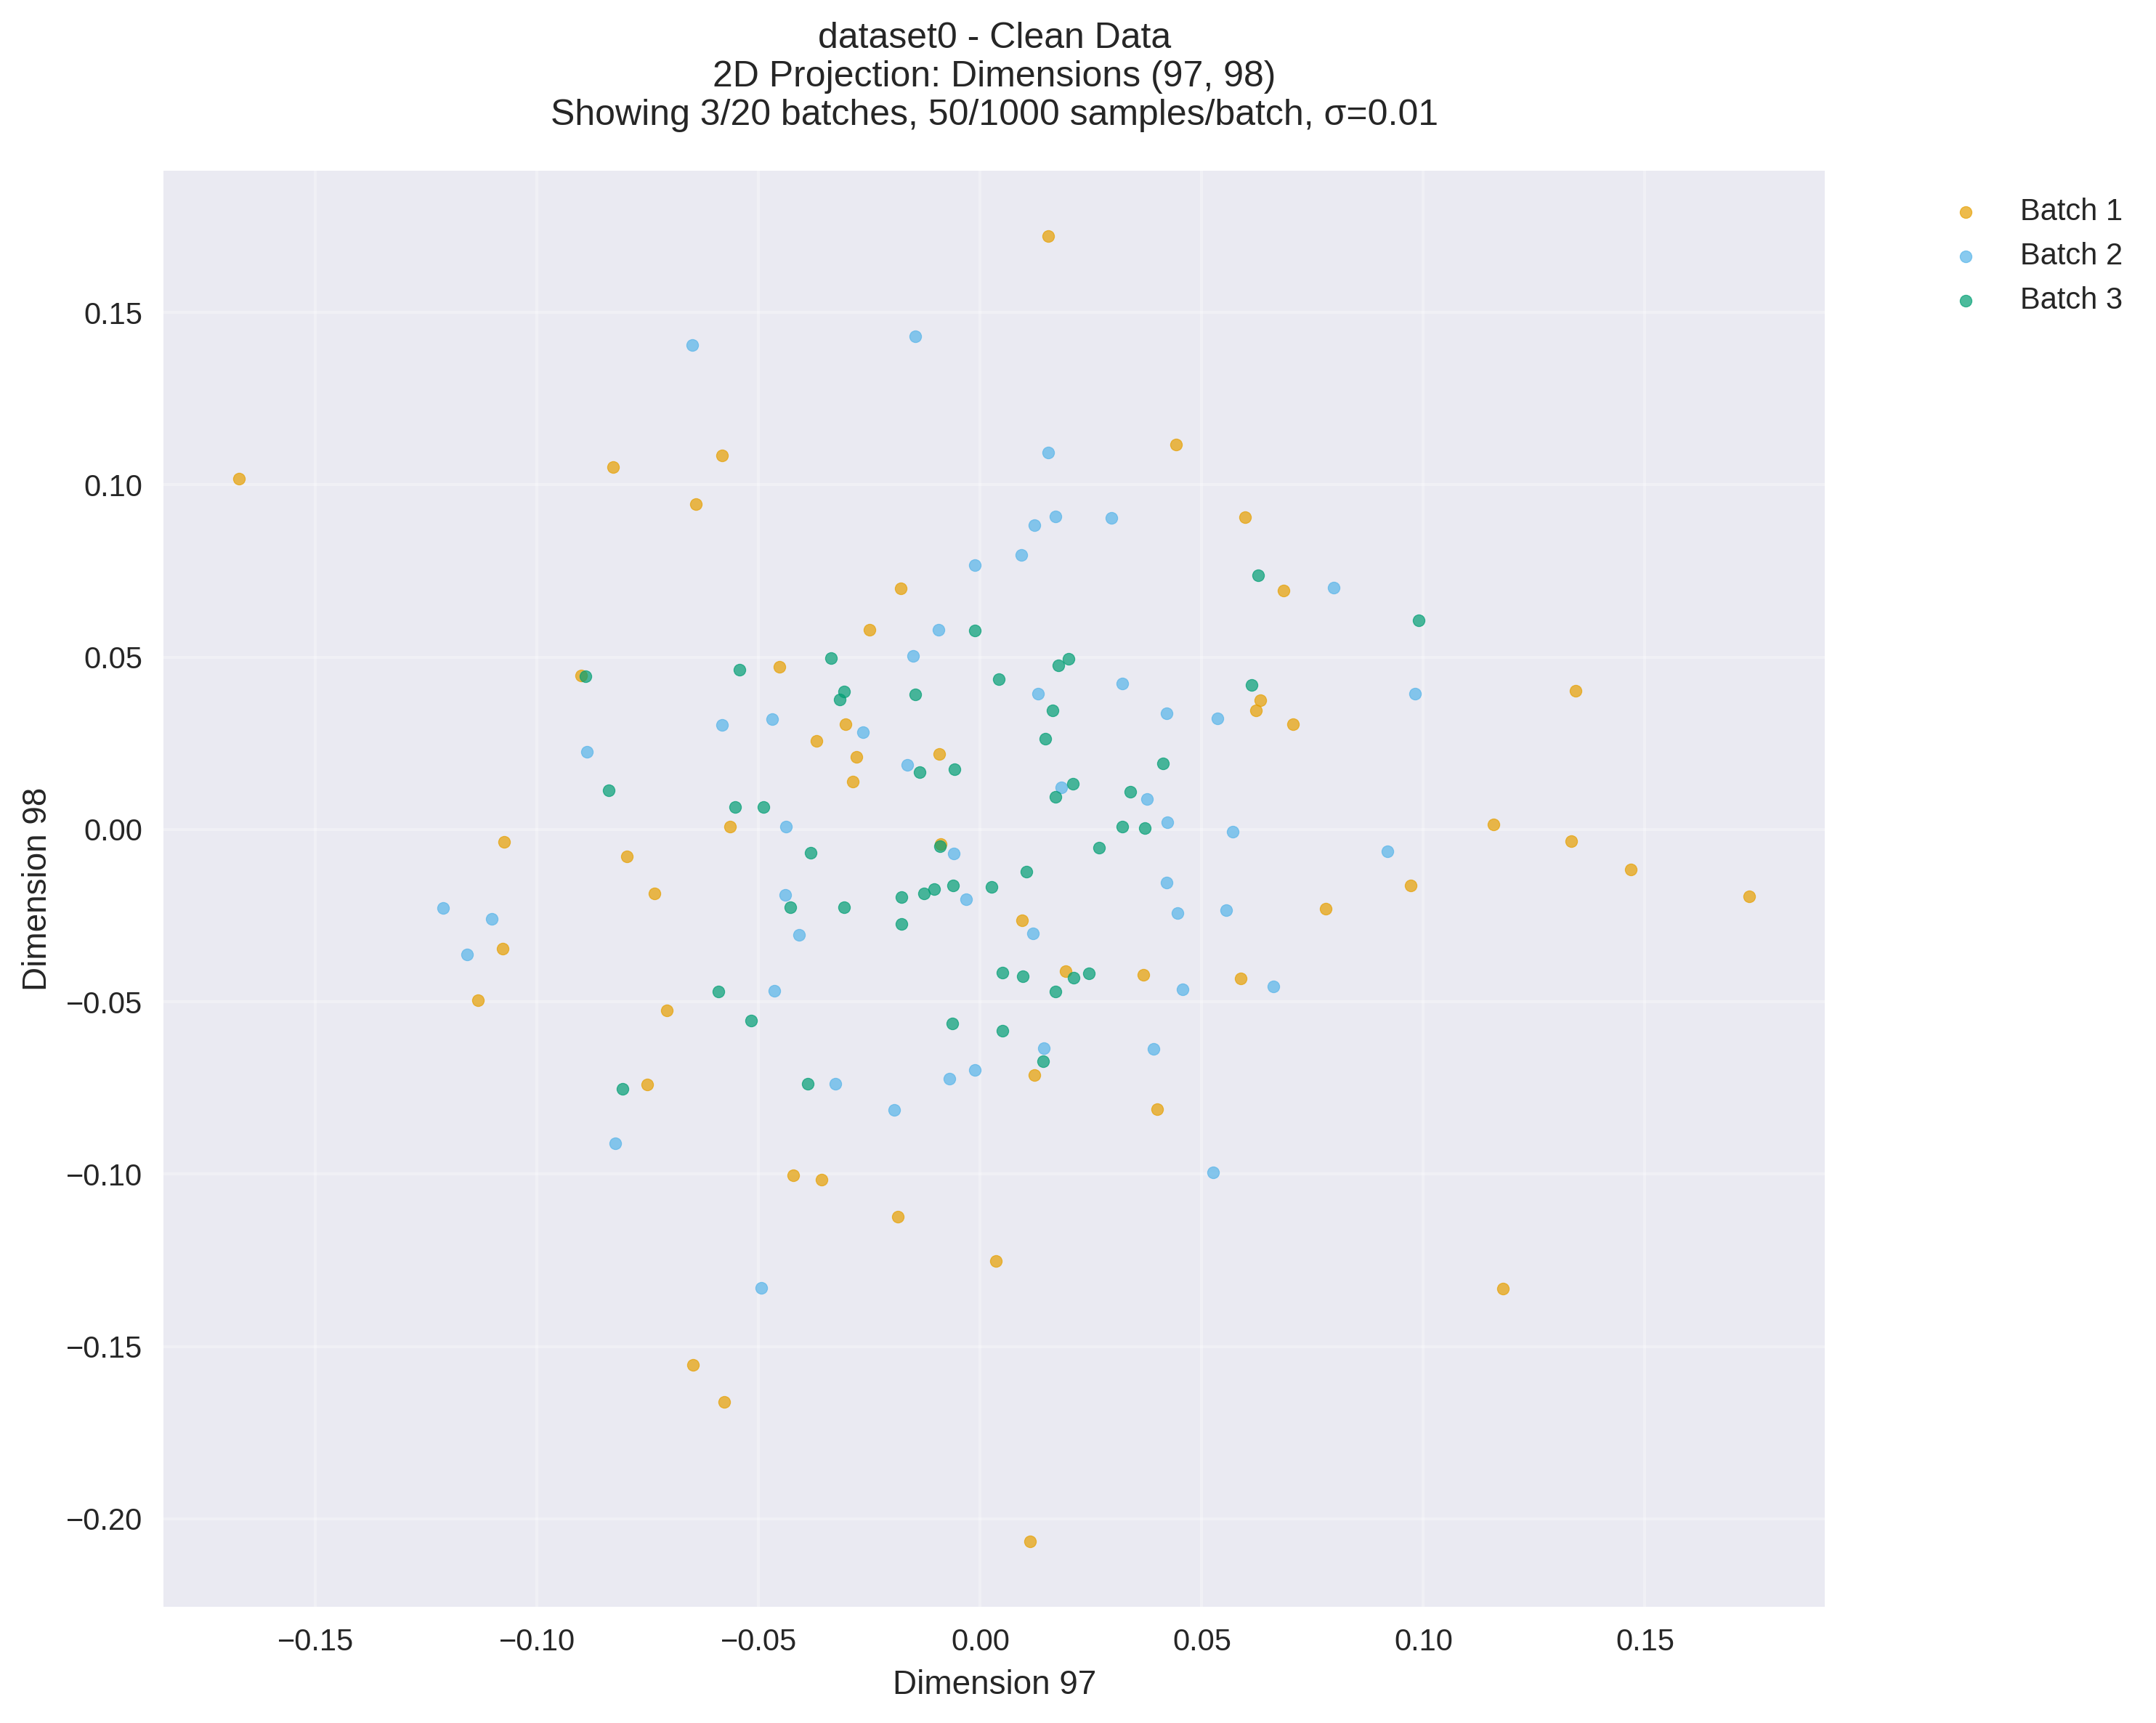 dataset0 - Clean Data
2D Projection: Dimensions (97, 98)
Showing 3/20 batches, 50/1000 samples/batch, σ=0.01
Batch 1
Batch 2
Batch 3
0.15
0.10
0.05
0.00
−0.05
−0.10
−0.15
−0.20
Dimension 98
−0.15 −0.10 −0.05 0.00 0.05 0.10 0.15
Dimension 97